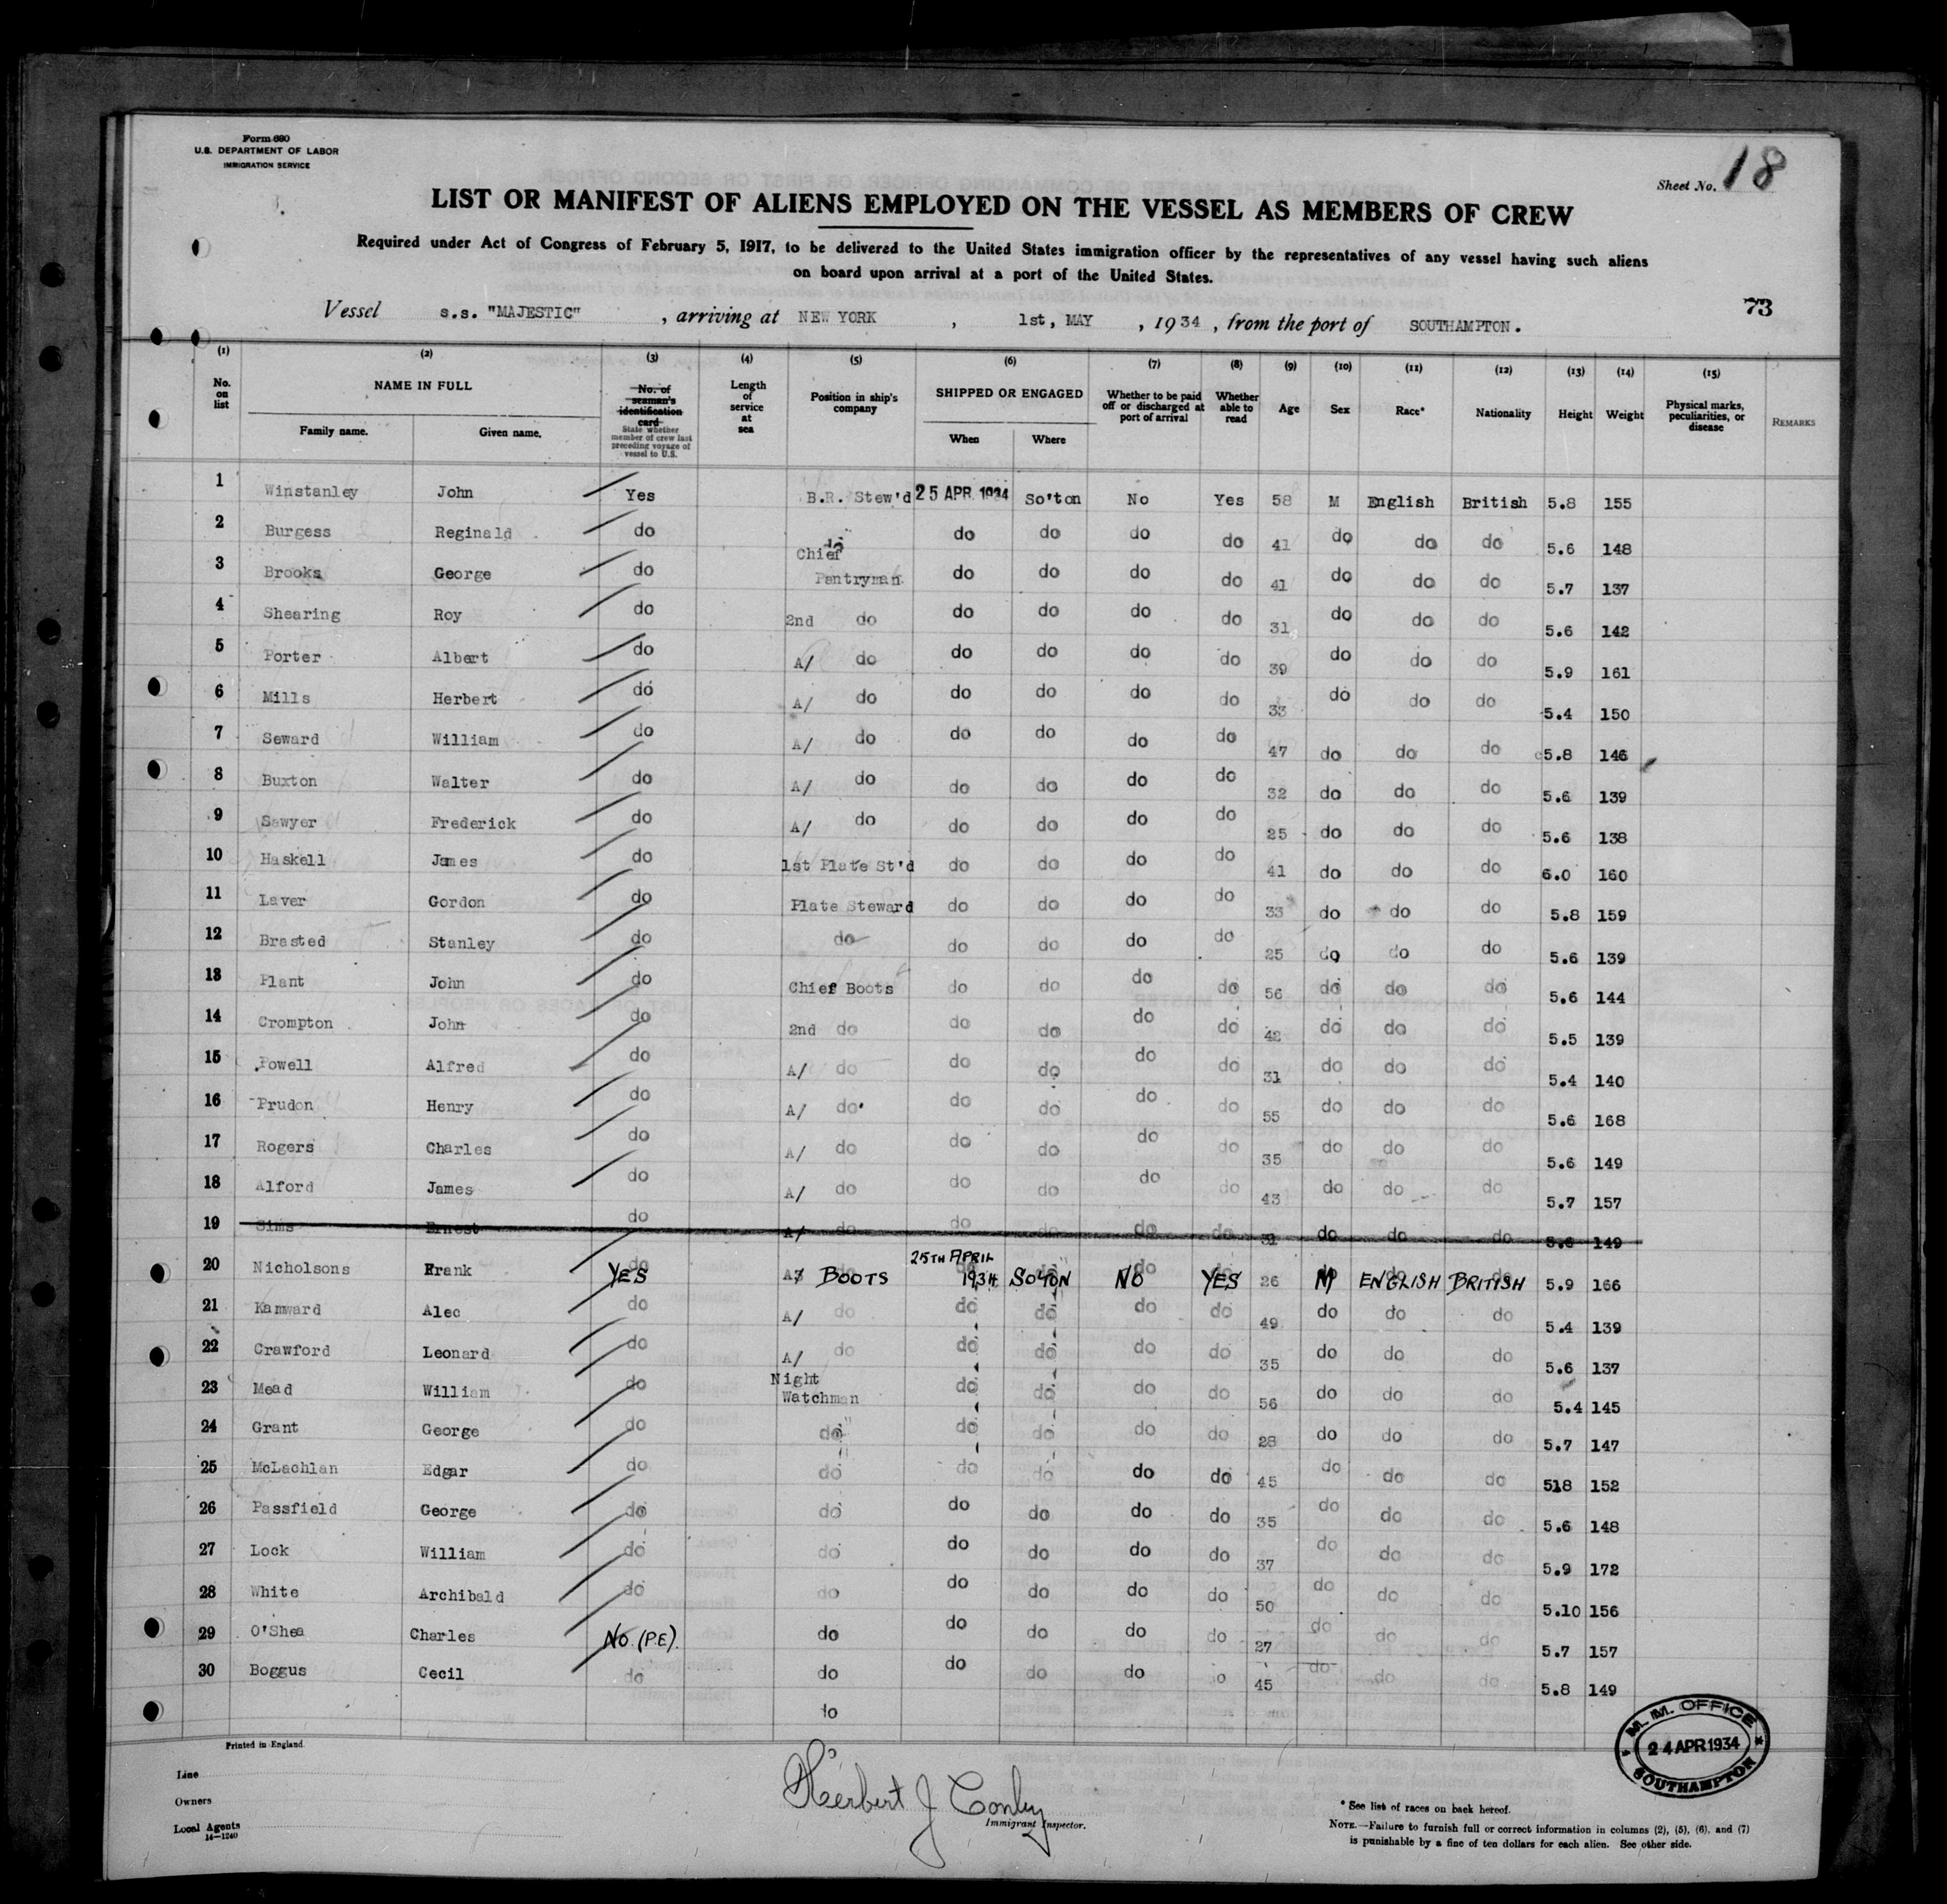 Form 680
U.S. DEPARTMENT OF LABOR
IMMIGRATION SERVICE
Sheet No. 18
LIST OR MANIFEST OF ALIENS EMPLOYED ON THE VESSEL AS MEMBERS OF CREW
Required under Act of Congress of February 5, 1917, to be delivered to the United States immigration officer by the representatives of any vessel having such aliens
on board upon arrival at a port of the United States.
73
Vessel s.s. "MAJESTIC" , arriving at NEW YORK , 1st, MAY , 1934 , from the port of SOUTHAMPTON.
(1) (2) (3) (4) (5) (6) (7) (8) (9) (10) (11) (12) (13) (14) (15)
No. on list NAME IN FULL Family name. Given name. No. of seaman's identification card State whether member of crew last preceding voyage of vessel to U.S. Length of service at sea Position in ship's company SHIPPED OR ENGAGED When Where Whether to be paid off or discharged at port of arrival Whether able to read Age Sex Race* Nationality Height Weight Physical marks, peculiarities, or disease REMARKS
1 Winstanley John Yes B.R. Stew'd 25 APR. 1934 So'ton No Yes 58 M English British 5.8 155
2 Burgess Reginald do do do do do do 41 do do do 5.6 148
3 Brooks George do Chief Pantryman do do do do 41 do do do 5.7 137
4 Shearing Roy do 2nd do do do do do 31 do do do 5.6 142
5 Porter Albert do A/ do do do do do 39 do do do 5.9 161
6 Mills Herbert do A/ do do do do do 33 do do do 5.4 150
7 Seward William do A/ do do do do do 47 do do do 5.8 146
8 Buxton Walter do A/ do do do do do 32 do do do 5.6 139
9 Sawyer Frederick do A/ do do do do do 25 do do do 5.6 138
10 Haskell James do 1st Plate St'd do do do do 41 do do do 6.0 160
11 Laver Gordon do Plate Steward do do do do 33 do do do 5.8 159
12 Brasted Stanley do do do do do do 25 do do do 5.6 139
13 Plant John do Chief Boots do do do do 56 do do do 5.6 144
14 Crompton John do 2nd do do do do do 42 do do do 5.5 139
15 Powell Alfred do A/ do do do do do 31 do do do 5.4 140
16 Prudon Henry do A/ do do do do do 55 do do do 5.6 168
17 Rogers Charles do A/ do do do do do 35 do do do 5.6 149
18 Alford James do A/ do do do do do 43 do do do 5.7 157
19 Sims Ernest do A/ do do do do do 31 do do do 5.6 149
20 Nicholsons Frank YES A/ BOOTS 25TH APRIL 1934 SO'TON NO YES 26 M ENGLISH BRITISH 5.9 166
21 Kamward Alec do A/ do do do do do 49 do do do 5.4 139
22 Crawford Leonard do A/ do do do do do 35 do do do 5.6 137
23 Mead William do Night Watchman do do do do 56 do do do 5.4 145
24 Grant George do do do do do do 28 do do do 5.7 147
25 McLachlan Edgar do do do do do do 45 do do do 518 152
26 Passfield George do do do do do do 35 do do do 5.6 148
27 Lock William do do do do do do 37 do do do 5.9 172
28 White Archibald do do do do do do 50 do do do 5.10 156
29 O'Shea Charles No. (P.E). do do do do do 27 do do do 5.7 157
30 Boggus Cecil do do do do do o 45 do do do 5.8 149
Printed in England.
Line
Owners
Local Agents
14—1240
Herbert J Conley
Immigrant Inspector.
M. M. OFFICE
24 APR 1934
SOUTHAMPTON
* See list of races on back hereof.
NOTE.—Failure to furnish full or correct information in columns (2), (5), (6), and (7)
is punishable by a fine of ten dollars for each alien. See other side.